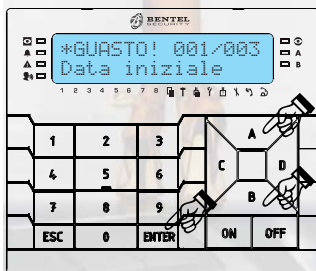 BENTEL
SECURITY
*GUASTO! 001/003
Data iniziale
A
B
1 2 3 4 5 6 7 8
1 2 3
4 5 6
7 8 9
ESC 0 ENTER
A
C D
B
ON OFF